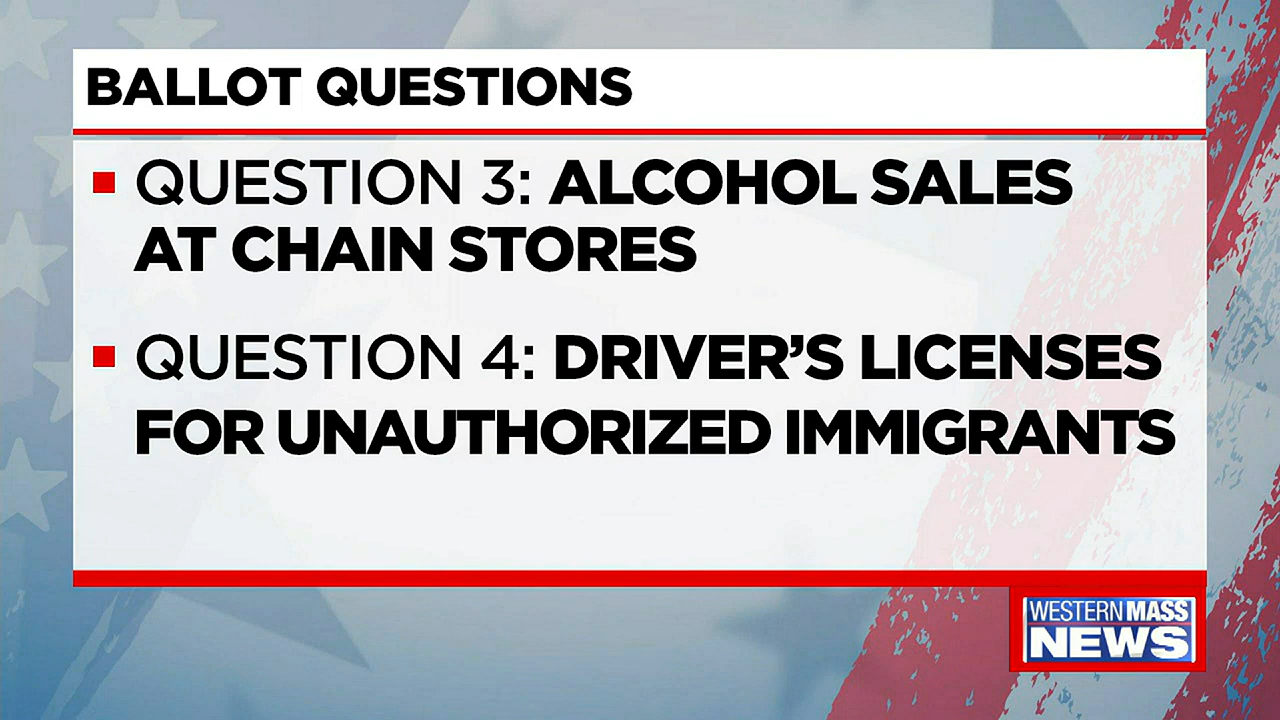 BALLOT QUESTIONS
QUESTION 3: ALCOHOL SALES
AT CHAIN STORES
QUESTION 4: DRIVER’S LICENSES
FOR UNAUTHORIZED IMMIGRANTS
WESTERN MASS
NEWS